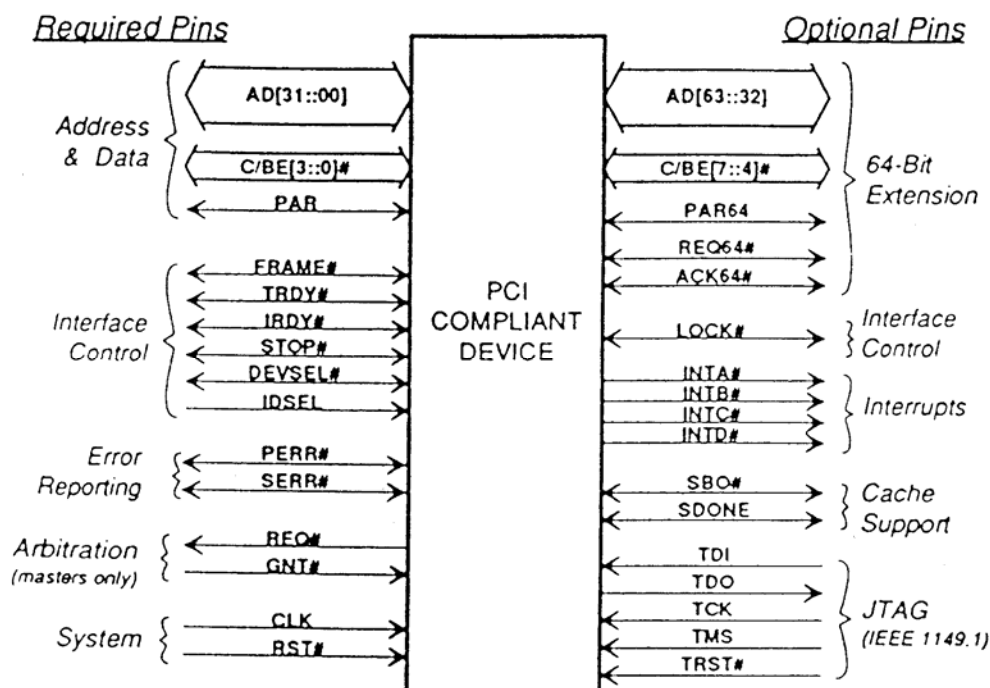 Required Pins
Optional Pins
Address
& Data
AD[31::00]
C/BE[3::0]#
PAR
Interface
Control
FRAME#
TRDY#
IRDY#
STOP#
DEVSEL#
IDSEL
Error
Reporting
PERR#
SERR#
Arbitration
(masters only)
REQ#
GNT#
System
CLK
RST#
PCI
COMPLIANT
DEVICE
AD[63::32]
C/BE[7::4]#
PAR64
REQ64#
ACK64#
64-Bit
Extension
LOCK#
Interface
Control
INTA#
INTB#
INTC#
INTD#
Interrupts
SBO#
SDONE
Cache
Support
TDI
TDO
TCK
TMS
TRST#
JTAG
(IEEE 1149.1)